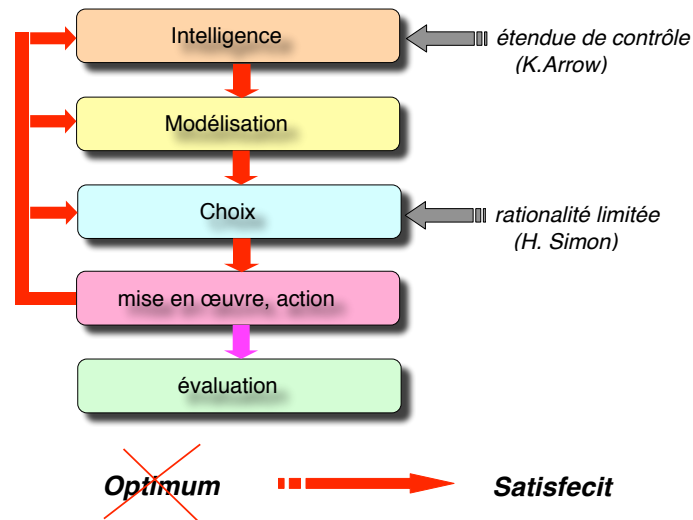 Intelligence
étendue de contrôle
(K.Arrow)
Modélisation
Choix
rationalité limitée
(H. Simon)
mise en œuvre, action
évaluation
Optimum
Satisfecit